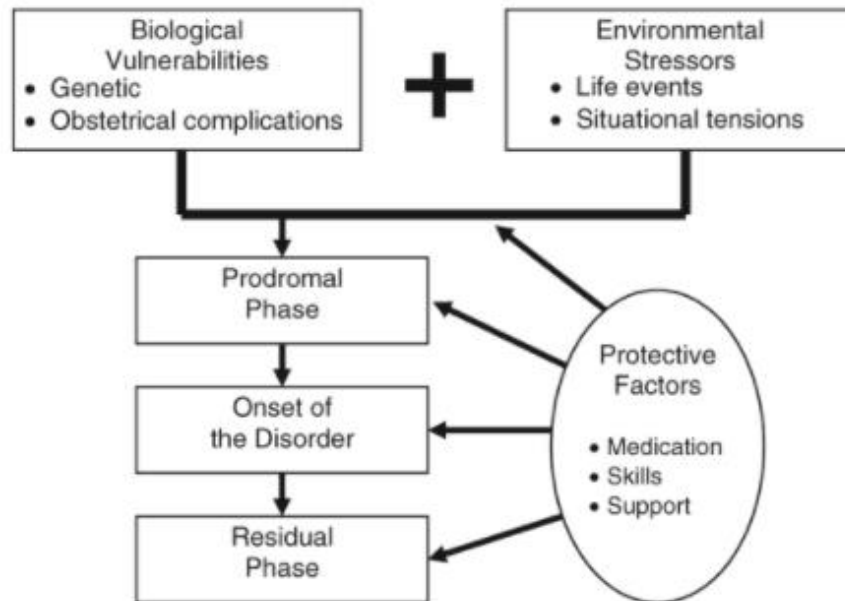 Biological
Vulnerabilities
• Genetic
• Obstetrical complications
+
Environmental
Stressors
• Life events
• Situational tensions
Prodromal
Phase
Onset of
the Disorder
Residual
Phase
Protective
Factors
• Medication
• Skills
• Support